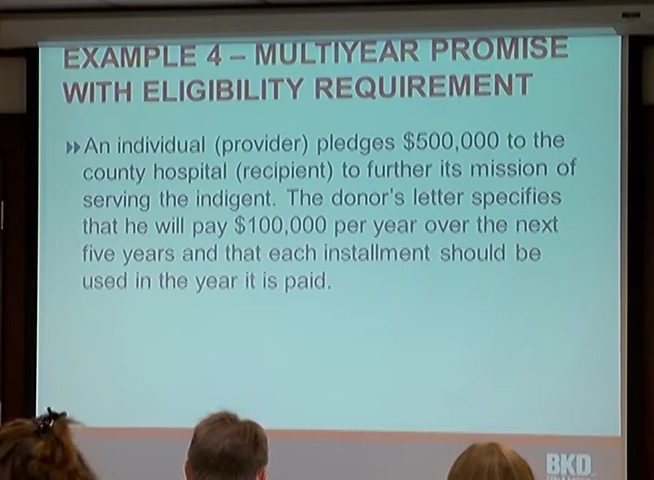 EXAMPLE 4 – MULTIYEAR PROMISE
WITH ELIGIBILITY REQUIREMENT
An individual (provider) pledges $500,000 to the
county hospital (recipient) to further its mission of
serving the indigent. The donor's letter specifies
that he will pay $100,000 per year over the next
five years and that each installment should be
used in the year it is paid.
BKD